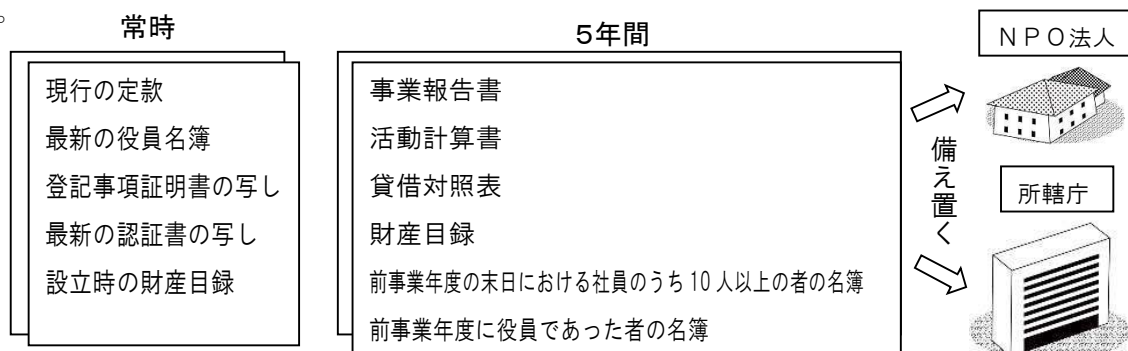 。
常時
現行の定款
最新の役員名簿
登記事項証明書の写し
最新の認証書の写し
設立時の財産目録
5年間
事業報告書
活動計算書
貸借対照表
財産目録
前事業年度の末日における社員のうち10人以上の者の名簿
前事業年度に役員であった者の名簿
備え置く
NPO法人
所轄庁